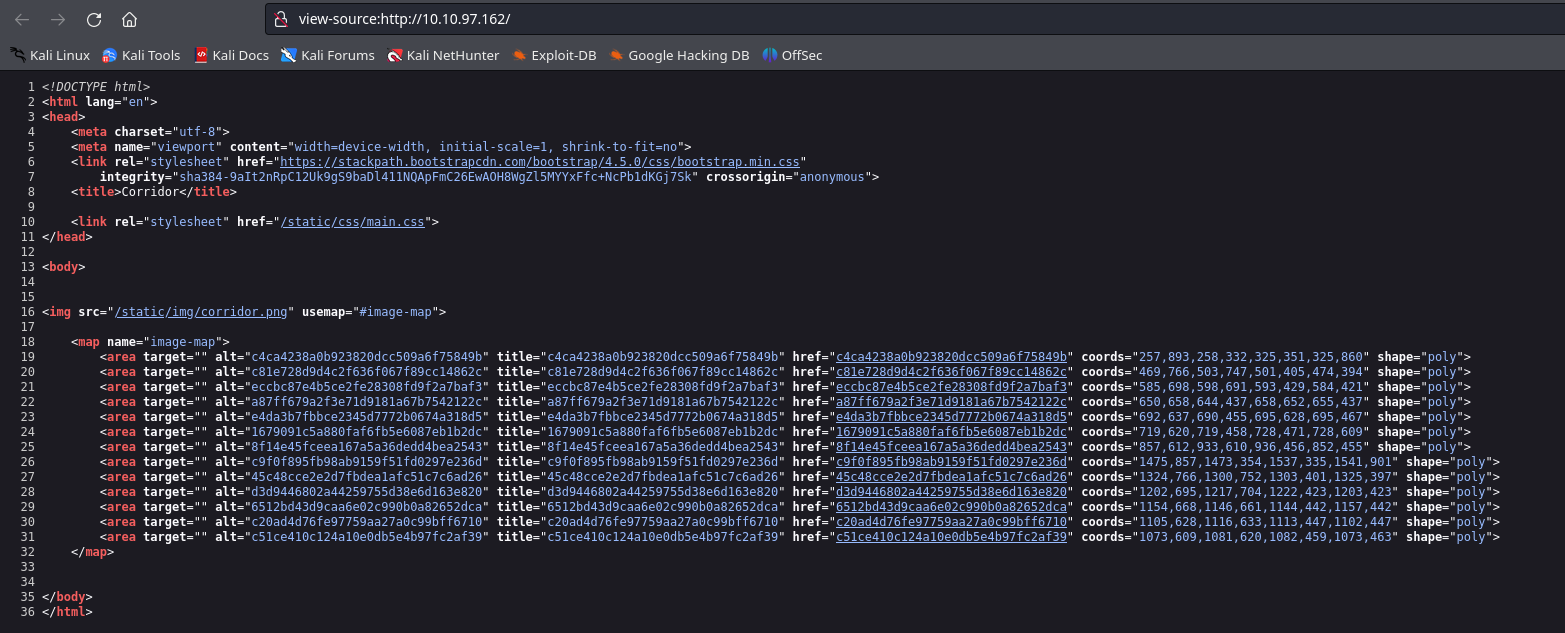 view-source:http://10.10.97.162/
Kali Linux Kali Tools Kali Docs Kali Forums Kali NetHunter Exploit-DB Google Hacking DB OffSec
1 <!DOCTYPE html>
2 <html lang="en">
3 <head>
4 <meta charset="utf-8">
5 <meta name="viewport" content="width=device-width, initial-scale=1, shrink-to-fit=no">
6 <link rel="stylesheet" href="https://stackpath.bootstrapcdn.com/bootstrap/4.5.0/css/bootstrap.min.css"
7 integrity="sha384-9aIt2nRpC12Uk9gS9baDl411NQApFmC26EwAOH8WgZl5MYYxFfc+NcPb1dKGj7Sk" crossorigin="anonymous">
8 <title>Corridor</title>
9
10 <link rel="stylesheet" href="/static/css/main.css">
11 </head>
12
13 <body>
14
15
16 <img src="/static/img/corridor.png" usemap="#image-map">
17
18 <map name="image-map">
19 <area target="" alt="c4ca4238a0b923820dcc509a6f75849b" title="c4ca4238a0b923820dcc509a6f75849b" href="c4ca4238a0b923820dcc509a6f75849b" coords="257,893,258,332,325,351,325,860" shape="poly">
20 <area target="" alt="c81e728d9d4c2f636f067f89cc14862c" title="c81e728d9d4c2f636f067f89cc14862c" href="c81e728d9d4c2f636f067f89cc14862c" coords="469,766,503,747,501,405,474,394" shape="poly">
21 <area target="" alt="eccbc87e4b5ce2fe28308fd9f2a7baf3" title="eccbc87e4b5ce2fe28308fd9f2a7baf3" href="eccbc87e4b5ce2fe28308fd9f2a7baf3" coords="585,698,598,691,593,429,584,421" shape="poly">
22 <area target="" alt="a87ff679a2f3e71d9181a67b7542122c" title="a87ff679a2f3e71d9181a67b7542122c" href="a87ff679a2f3e71d9181a67b7542122c" coords="650,658,644,437,658,652,655,437" shape="poly">
23 <area target="" alt="e4da3b7fbbce2345d7772b0674a318d5" title="e4da3b7fbbce2345d7772b0674a318d5" href="e4da3b7fbbce2345d7772b0674a318d5" coords="692,637,690,455,695,628,695,467" shape="poly">
24 <area target="" alt="1679091c5a880faf6fb5e6087eb1b2dc" title="1679091c5a880faf6fb5e6087eb1b2dc" href="1679091c5a880faf6fb5e6087eb1b2dc" coords="719,620,719,458,728,471,728,609" shape="poly">
25 <area target="" alt="8f14e45fceea167a5a36dedd4bea2543" title="8f14e45fceea167a5a36dedd4bea2543" href="8f14e45fceea167a5a36dedd4bea2543" coords="857,612,933,610,936,456,852,455" shape="poly">
26 <area target="" alt="c9f0f895fb98ab9159f51fd0297e236d" title="c9f0f895fb98ab9159f51fd0297e236d" href="c9f0f895fb98ab9159f51fd0297e236d" coords="1475,857,1473,354,1537,335,1541,901" shape="poly">
27 <area target="" alt="45c48cce2e2d7fbdea1afc51c7c6ad26" title="45c48cce2e2d7fbdea1afc51c7c6ad26" href="45c48cce2e2d7fbdea1afc51c7c6ad26" coords="1324,766,1300,752,1303,401,1325,397" shape="poly">
28 <area target="" alt="d3d9446802a44259755d38e6d163e820" title="d3d9446802a44259755d38e6d163e820" href="d3d9446802a44259755d38e6d163e820" coords="1202,695,1217,704,1222,423,1203,423" shape="poly">
29 <area target="" alt="6512bd43d9caa6e02c990b0a82652dca" title="6512bd43d9caa6e02c990b0a82652dca" href="6512bd43d9caa6e02c990b0a82652dca" coords="1154,668,1146,661,1144,442,1157,442" shape="poly">
30 <area target="" alt="c20ad4d76fe97759aa27a0c99bff6710" title="c20ad4d76fe97759aa27a0c99bff6710" href="c20ad4d76fe97759aa27a0c99bff6710" coords="1105,628,1116,633,1113,447,1102,447" shape="poly">
31 <area target="" alt="c51ce410c124a10e0db5e4b97fc2af39" title="c51ce410c124a10e0db5e4b97fc2af39" href="c51ce410c124a10e0db5e4b97fc2af39" coords="1073,609,1081,620,1082,459,1073,463" shape="poly">
32 </map>
33
34
35 </body>
36 </html>